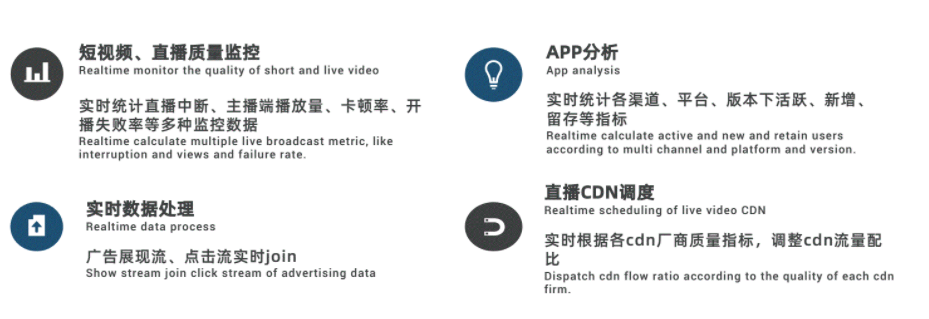 短视频、直播质量监控
Realtime monitor the quality of short and live video
实时统计直播中断、主播端播放量、卡顿率、开
播失败率等多种监控数据
Realtime calculate multiple live broadcast metric, like
interruption and views and failure rate.
实时数据处理
Realtime data process
广告展现流、点击流实时join
Show stream join click stream of advertising data
APP分析
App analysis
实时统计各渠道、平台、版本下活跃、新增、
留存等指标
Realtime calculate active and new and retain users
according to multi channel and platform and version.
直播CDN调度
Realtime scheduling of live video CDN
实时根据各cdn厂商质量指标，调整cdn流量配
比
Dispatch cdn flow ratio according to the quality of each cdn
firm.